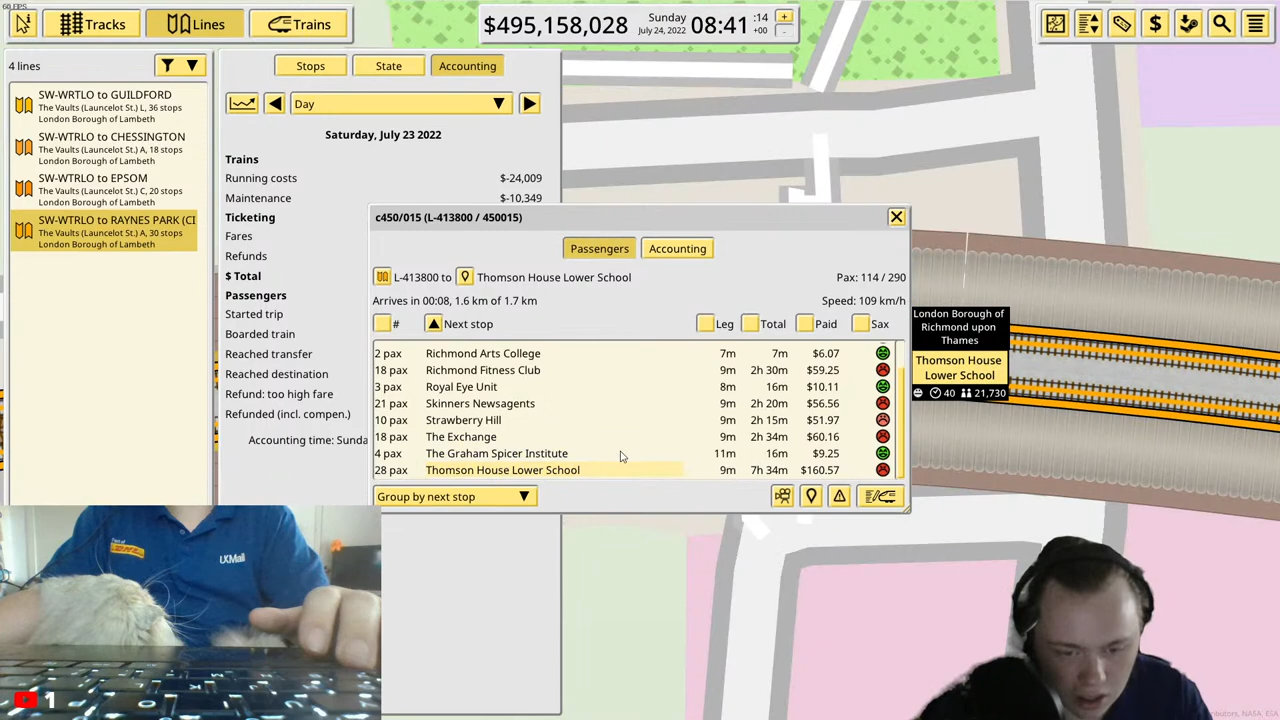 60 FPS
Tracks
Lines
Trains
$495,158,028
Sunday
July 24, 2022
08:41
:14
+00
+
-
$
4 lines
SW-WRTLO to GUILDFORD
The Vaults (Launcelot St.) L, 36 stops
London Borough of Lambeth
SW-WTRLO to CHESSINGTON
The Vaults (Launcelot St.) A, 18 stops
London Borough of Lambeth
SW-WTRLO to EPSOM
The Vaults (Launcelot St.) C, 20 stops
London Borough of Lambeth
SW-WTRLO to RAYNES PARK (CI
The Vaults (Launcelot St.) A, 30 stops
London Borough of Lambeth
Stops
State
Accounting
Day
Saturday, July 23 2022
Trains
Running costs $-24,009
Maintenance $-10,349
Ticketing
Fares
Refunds
$ Total
Passengers
Started trip
Boarded train
Reached transfer
Reached destination
Refund: too high fare
Refunded (incl. compen.)
Accounting time: Sunda
c450/015 (L-413800 / 450015)
Passengers
Accounting
L-413800 to Thomson House Lower School
Pax: 114 / 290
Arrives in 00:08, 1.6 km of 1.7 km
Speed: 109 km/h
# Next stop Leg Total Paid Sax
2 pax Richmond Arts College 7m 7m $6.07
18 pax Richmond Fitness Club 9m 2h 30m $59.25
3 pax Royal Eye Unit 8m 16m $10.11
21 pax Skinners Newsagents 9m 2h 20m $56.56
10 pax Strawberry Hill 9m 2h 15m $51.97
18 pax The Exchange 9m 2h 34m $60.16
4 pax The Graham Spicer Institute 11m 16m $9.25
28 pax Thomson House Lower School 9m 7h 34m $160.57
Group by next stop
London Borough of
Richmond upon
Thames
Thomson House
Lower School
40 21,730
DHL
UKMail
1